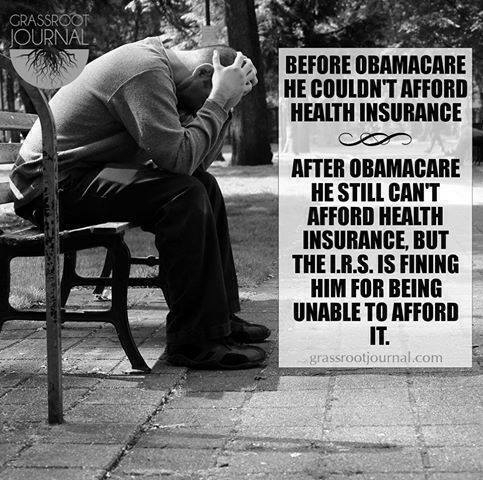 GRASSROOT
JOURNAL
BEFORE OBAMACARE
HE COULDN'T AFFORD
HEALTH INSURANCE
AFTER OBAMACARE
HE STILL CAN'T
AFFORD HEALTH
INSURANCE, BUT
THE I.R.S. IS FINING
HIM FOR BEING
UNABLE TO AFFORD
IT.
grassrootjournal.com